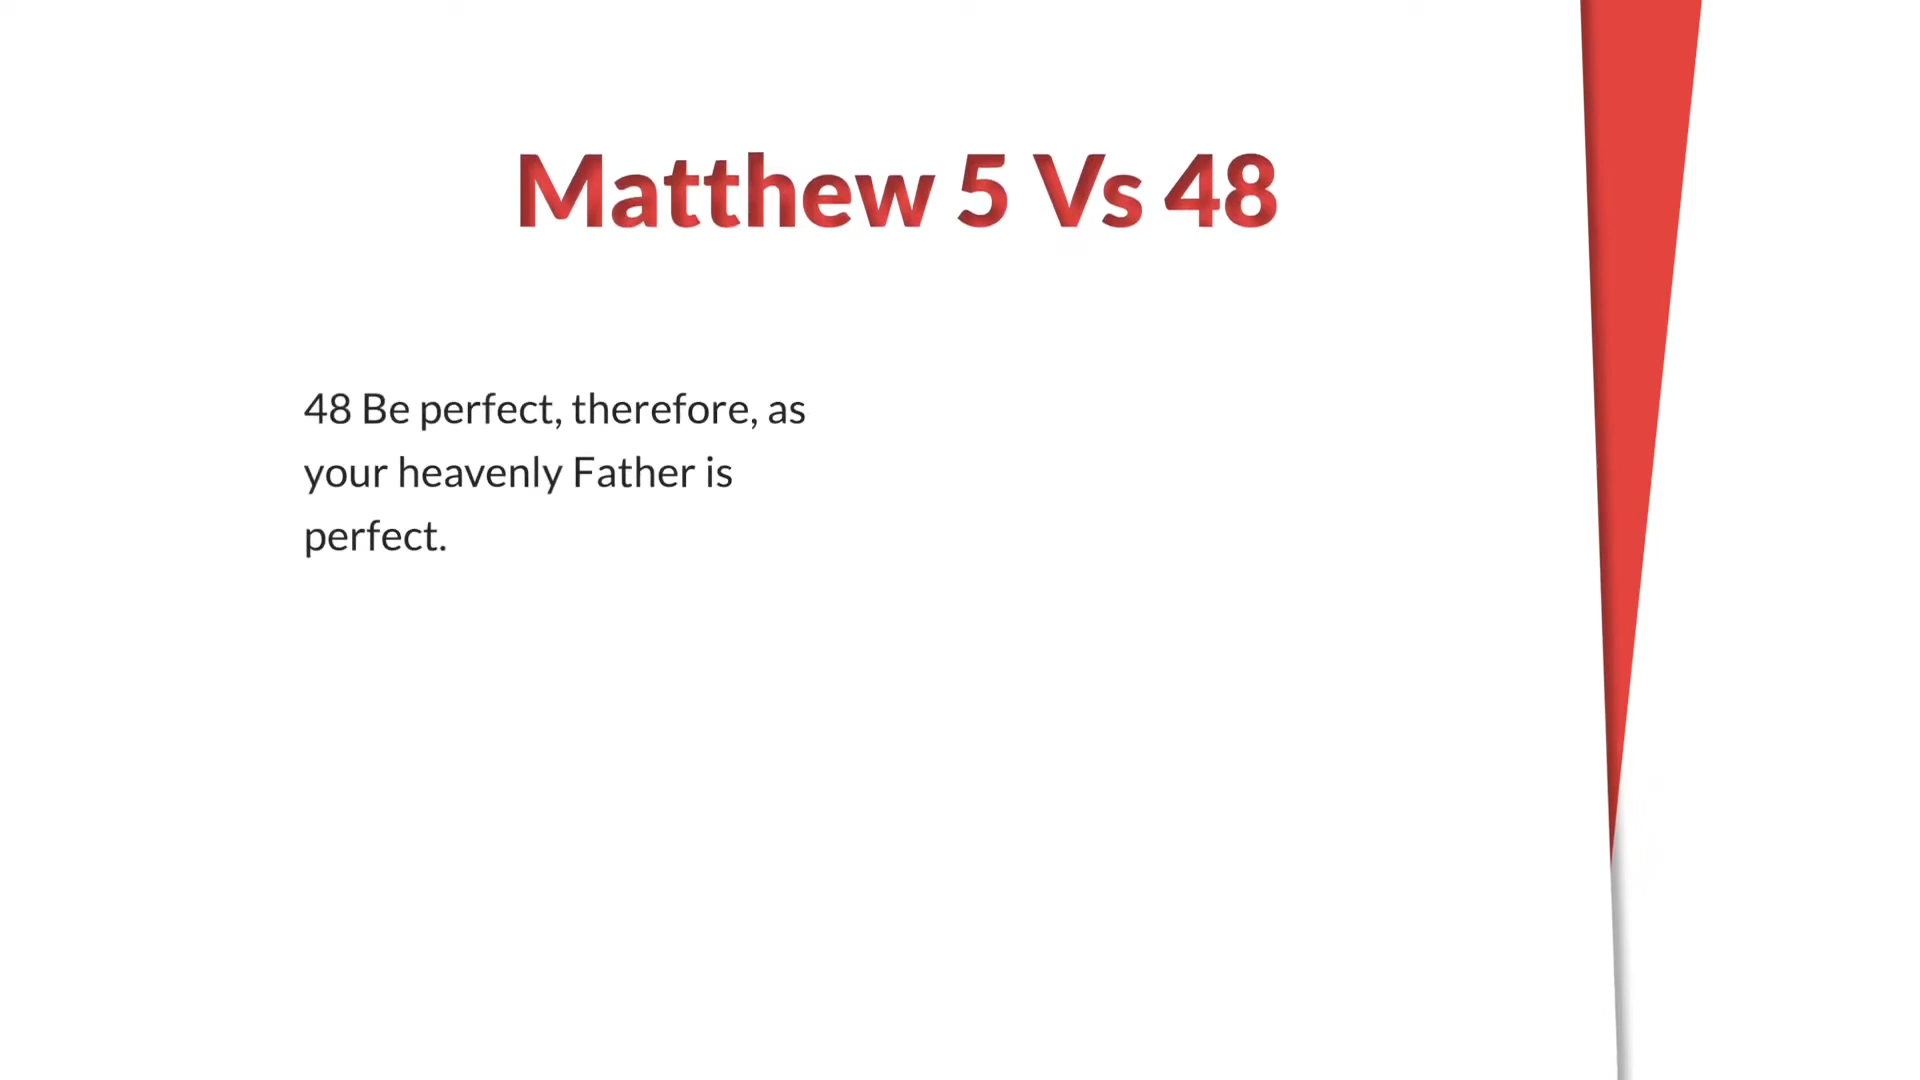 Matthew 5 Vs 48
48 Be perfect, therefore, as
your heavenly Father is
perfect.